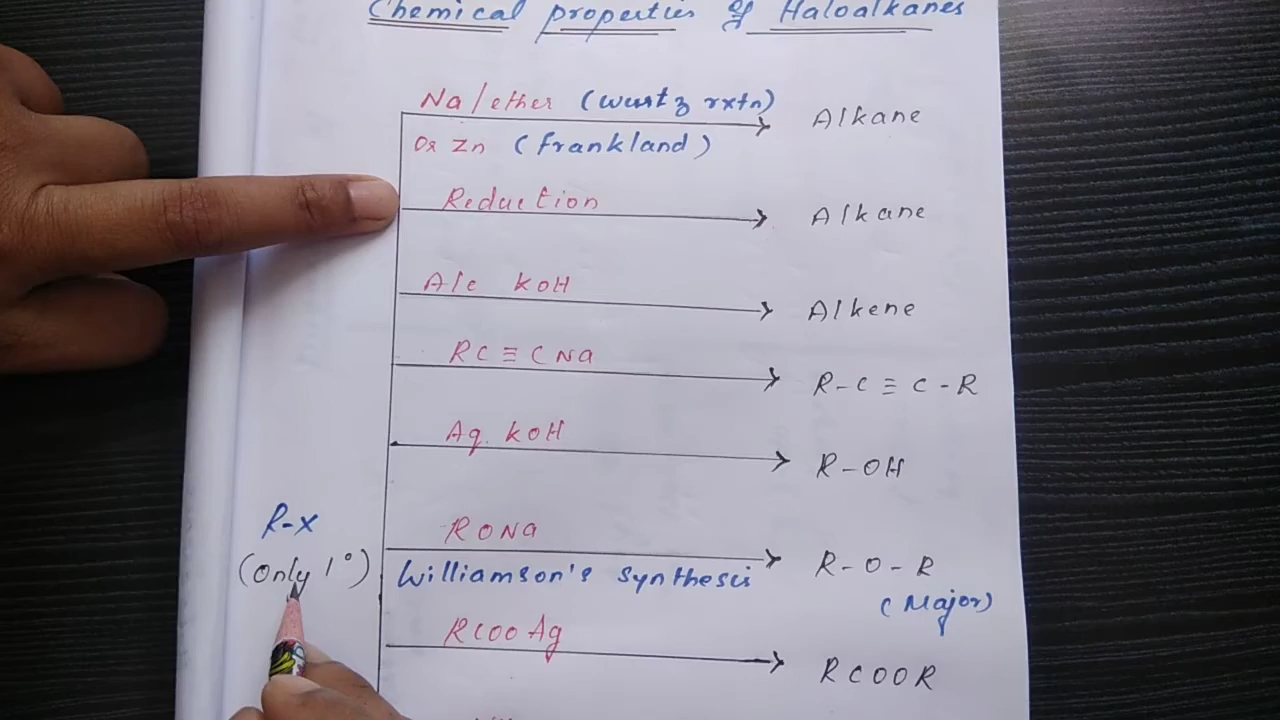 Chemical properties of Haloalkanes
Na/ether (wurtz rxtn)
Or Zn (frankland)
Alkane
Reduction
Alkane
Alc KOH
Alkene
RC ≡ CNa
R-C ≡ C-R
Aq. KOH
R-OH
R-X
(Only 1°)
RONa
Williamson's Synthesis
R-O-R
(Major)
RCOOAg
RCOOR